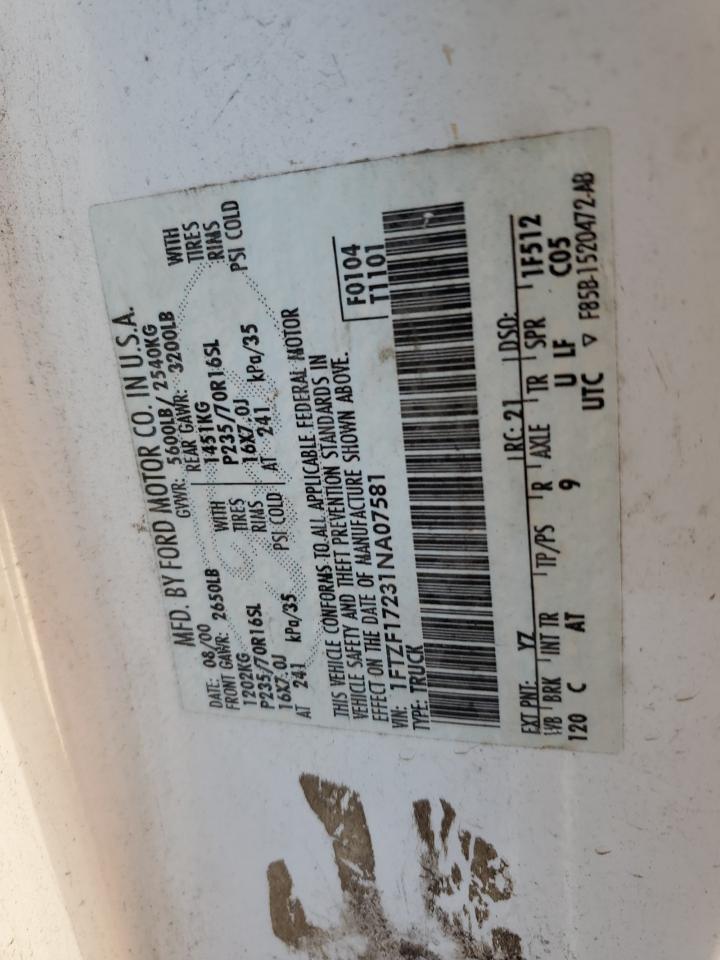 MFD. BY FORD MOTOR CO. IN U.S.A.
DATE: 08/00 GVWR: 5600LB/ 2540KG
FRONT GAWR: 2650LB REAR GAWR: 3200LB
1202KG WITH 1451KG WITH
P235/70R16SL TIRES P235/70R16SL TIRES
16X7.0J RIMS 16X7.0J RIMS
AT 241 kPa/35 PSI COLD AT 241 kPa/35 PSI COLD
THIS VEHICLE CONFORMS TO ALL APPLICABLE FEDERAL MOTOR
VEHICLE SAFETY AND THEFT PREVENTION STANDARDS IN
EFFECT ON THE DATE OF MANUFACTURE SHOWN ABOVE.
VIN: 1FTZF17231NA07581 F0104
TYPE: TRUCK T1101
EXT PNT: YZ RC: 21 DSO:
WB BRK INT TR TP/PS R AXLE TR SPR 1F512
120 C AT 9 U LF C05
UTC ▽ F85B-1520472-AB